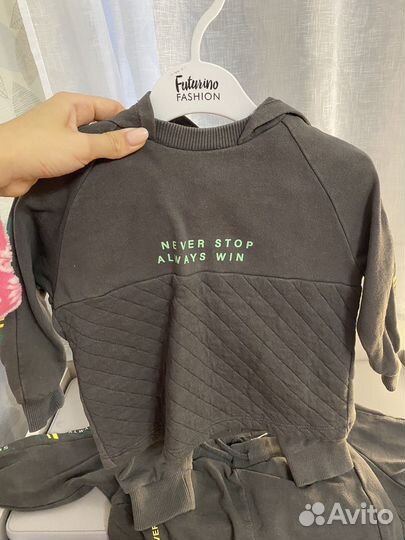 Futurino
FASHION
NEVER STOP
ALWAYS WIN
Avito